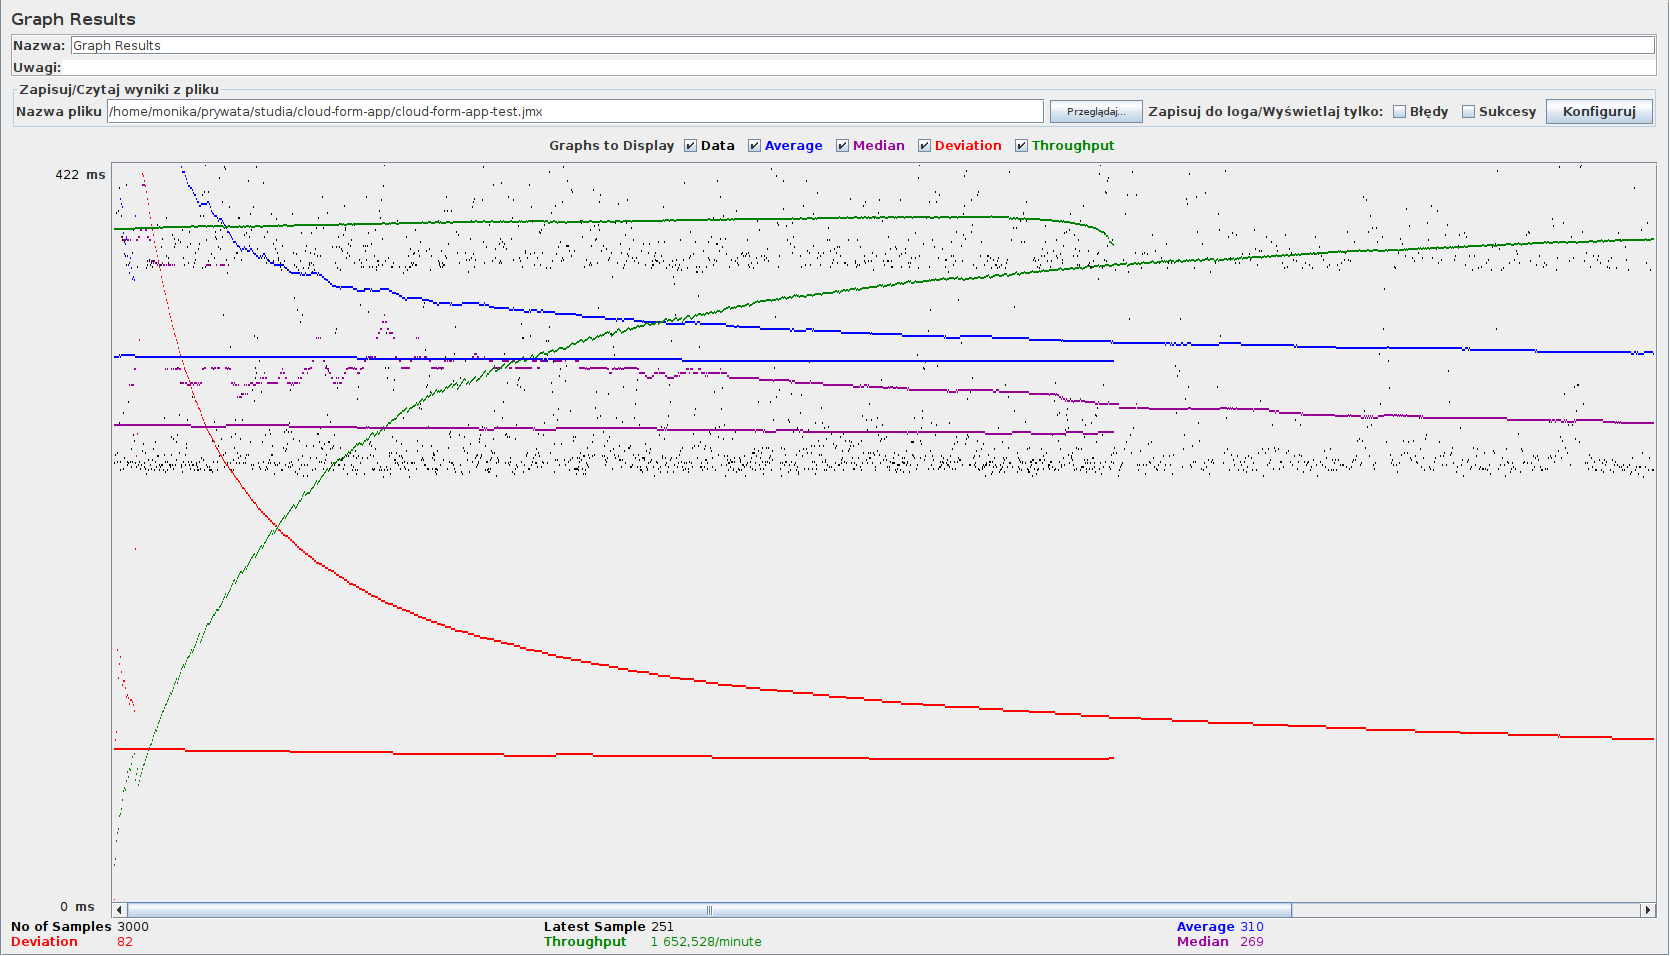 Graph Results
Nazwa: Graph Results
Uwagi:
Zapisuj/Czytaj wyniki z pliku
Nazwa pliku /home/monika/prywata/studia/cloud-form-app/cloud-form-app-test.jmx Przeglądaj... Zapisuj do loga/Wyświetlaj tylko: Błędy Sukcesy Konfiguruj
Graphs to Display Data Average Median Deviation Throughput
422 ms
0 ms
No of Samples 3000 Latest Sample 251 Average 310
Deviation 82 Throughput 1 652,528/minute Median 269